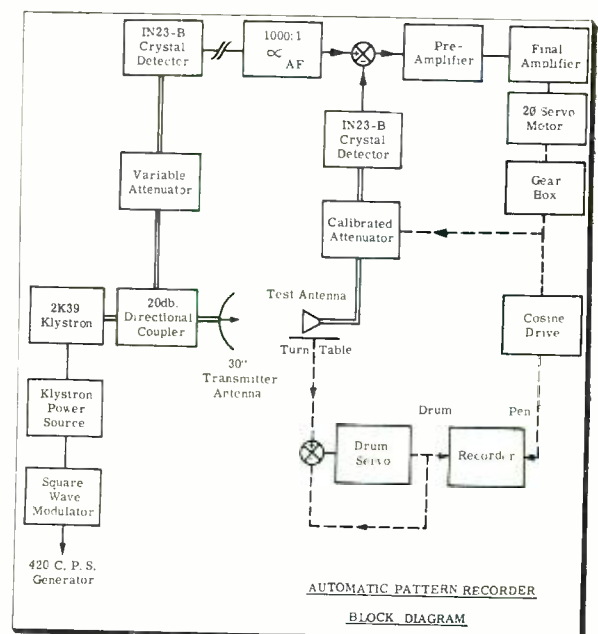 IN23-B
Crystal
Detector
1000:1
∝ AF
+
-
Pre-
Amplifier
Final
Amplifier
2Ø Servo
Motor
Gear
Box
IN23-B
Crystal
Detector
Variable
Attenuator
Calibrated
Attenuator
2K39
Klystron
20db.
Directional
Coupler
Test Antenna
Turn Table
Cosine
Drive
30"
Transmitter
Antenna
Klystron
Power
Source
Drum
Pen
+
-
Drum
Servo
Recorder
Square
Wave
Modulator
420 C. P. S.
Generator
AUTOMATIC PATTERN RECORDER
BLOCK DIAGRAM